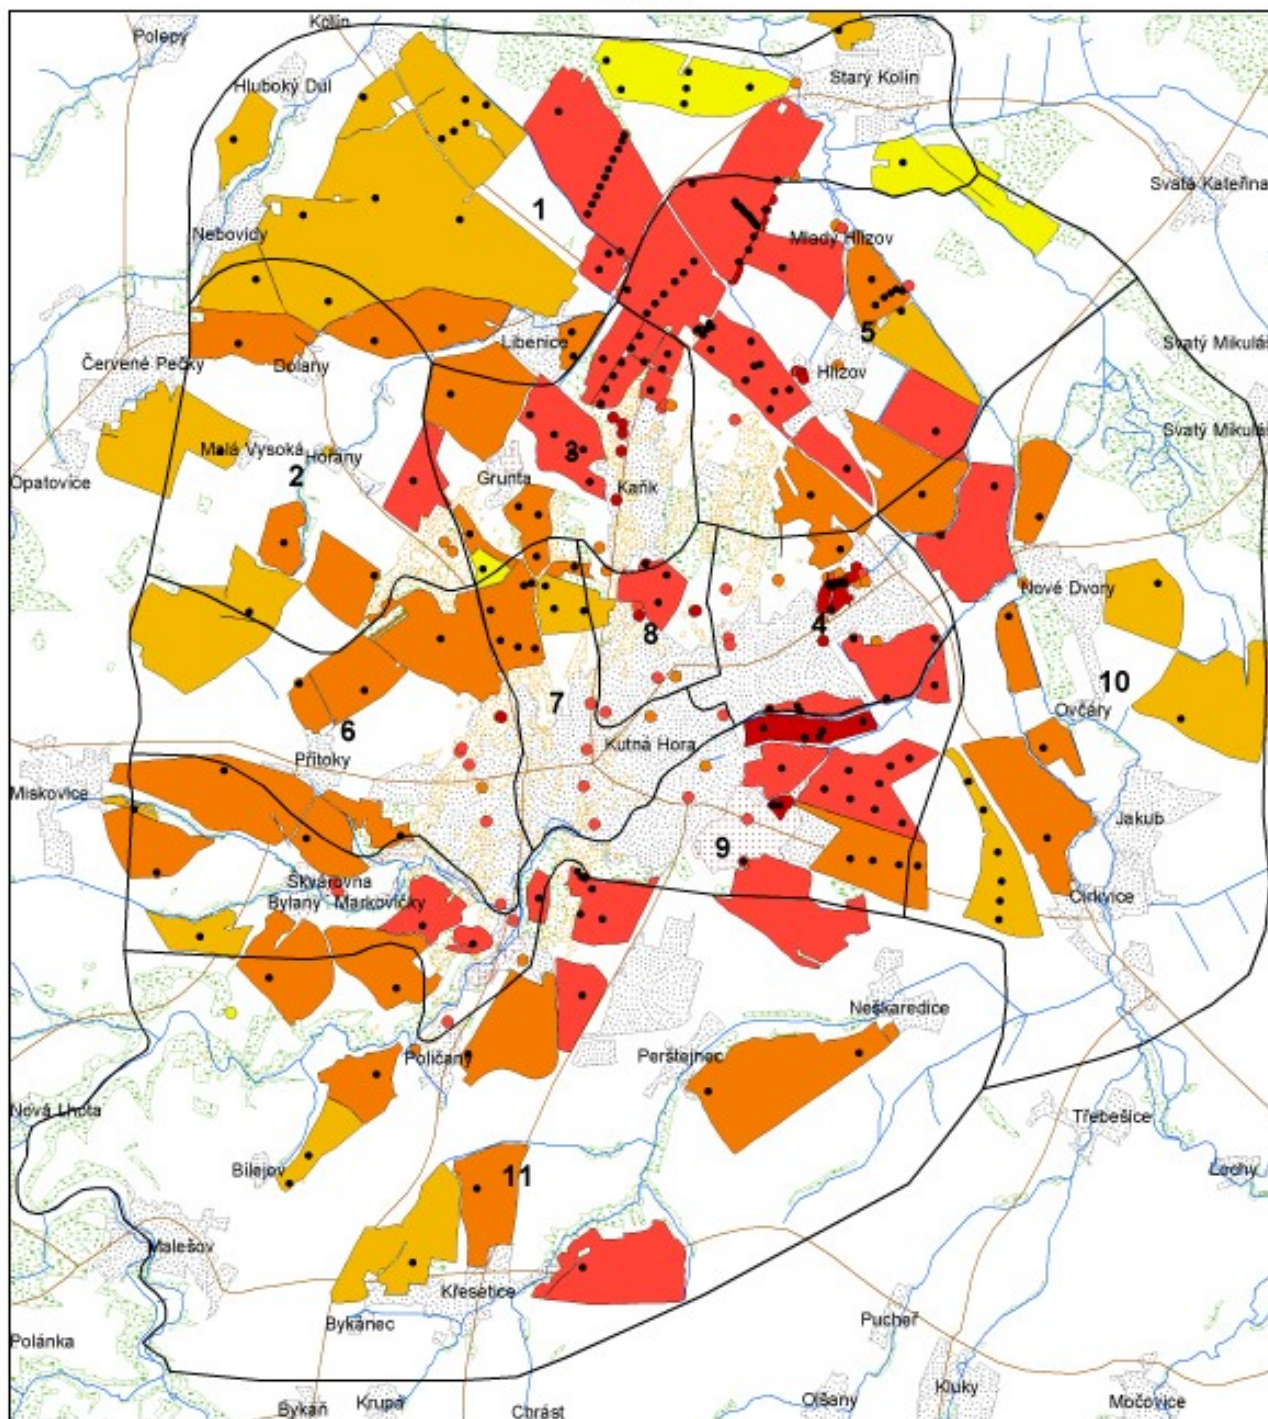 Kolín
Polepy
Hluboký Důl
Starý Kolín
Svatá Kateřina
1
Nebovidy
Mladý Hlízov
5
Libenice
Svatý Mikuláš
Červené Pečky
Dolany
Hlízov
Svatý Mikuláš
Malá Vysoká
Hořany
3
Opatovice
2
Grunta
Kaňk
Nové Dvory
4
8
10
7
Ovčáry
6
Kutná Hora
Přítoky
Miskovice
Jakub
9
Škvárovna
Bylany
Markovičky
Církvice
Neškaredice
Poličany
Perštejnec
Nová Lhota
Třebešice
Bilejov
11
Lochy
Malešov
Křesetice
Bykánec
Pucheř
Polánka
Kluky
Bykáň
Krupá
Chrást
Olšany
Močovice